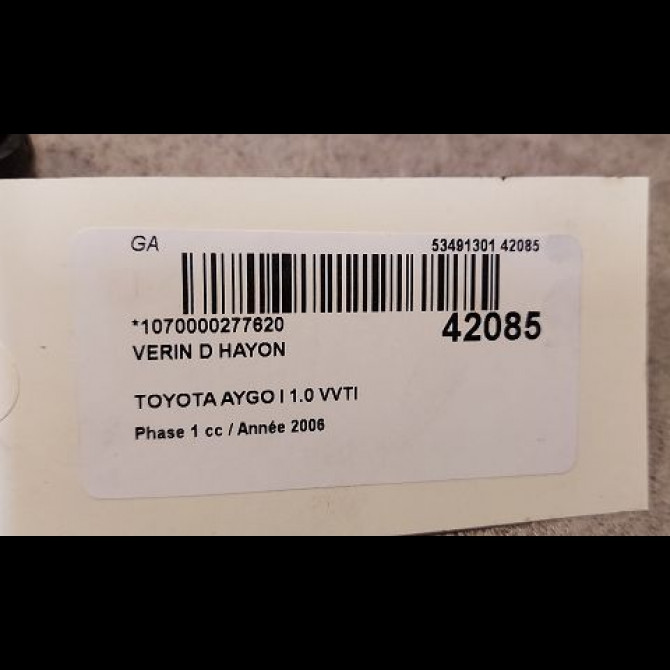 GA 53491301 42085
*1070000277620 42085
VERIN D HAYON
TOYOTA AYGO I 1.0 VVTI
Phase 1 cc / Année 2006